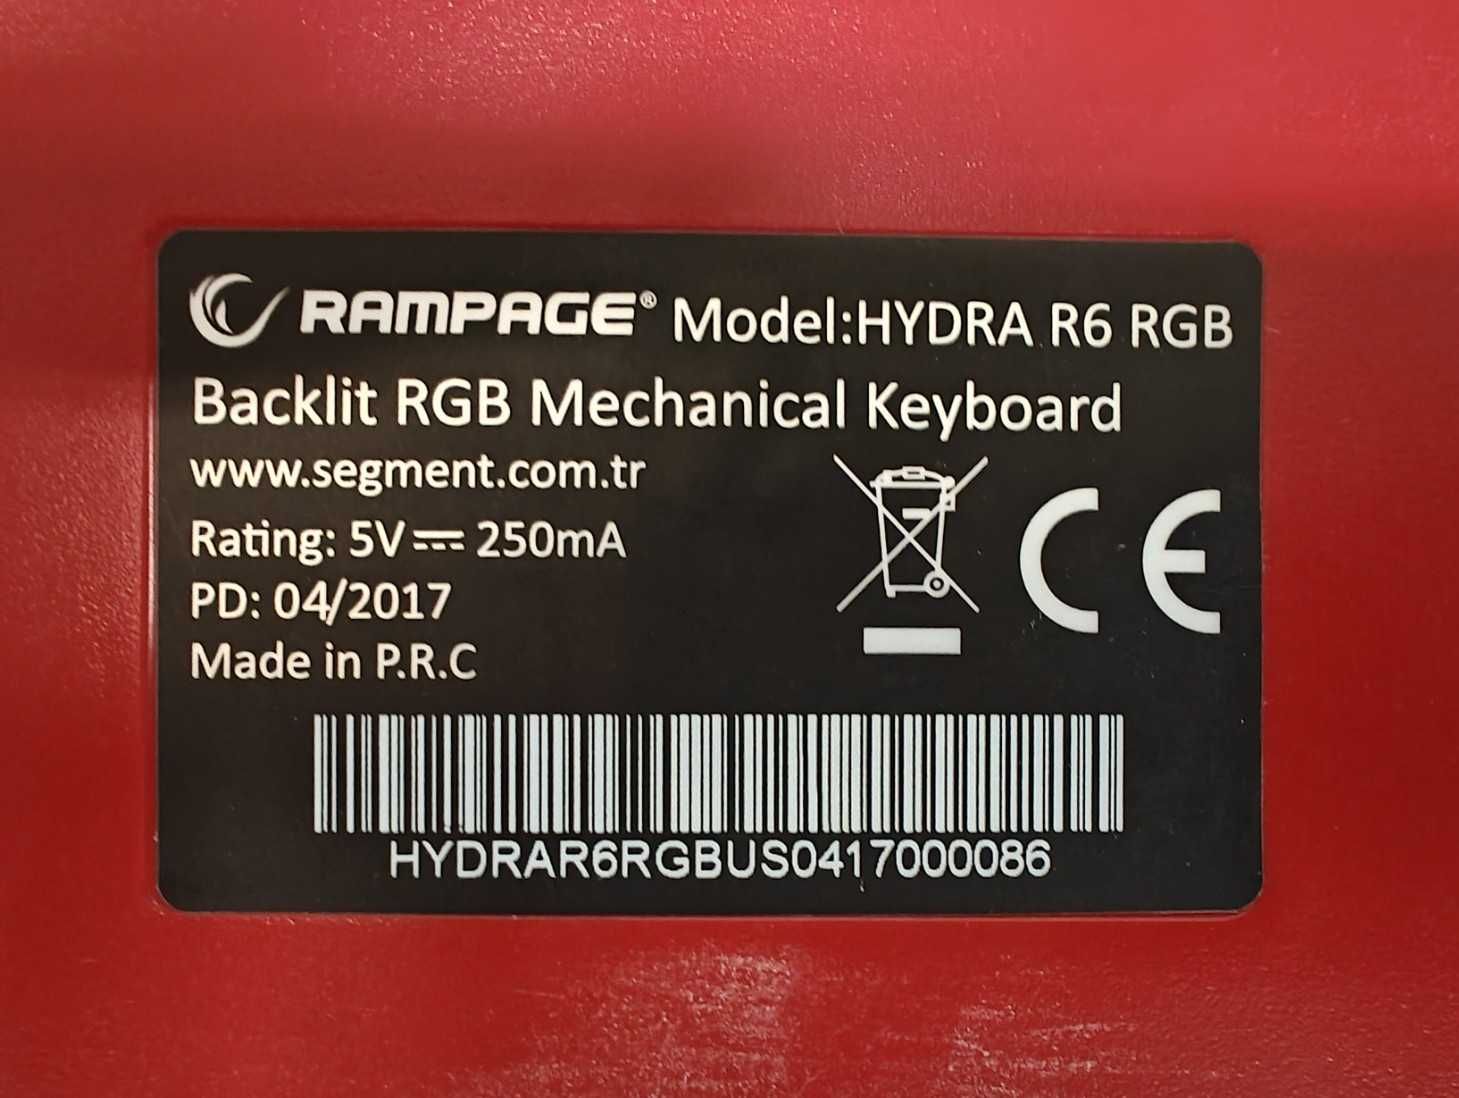 RAMPAGE® Model:HYDRA R6 RGB
Backlit RGB Mechanical Keyboard
www.segment.com.tr
Rating: 5V⎓250mA
PD: 04/2017
Made in P.R.C
CE
HYDRAR6RGBUS0417000086